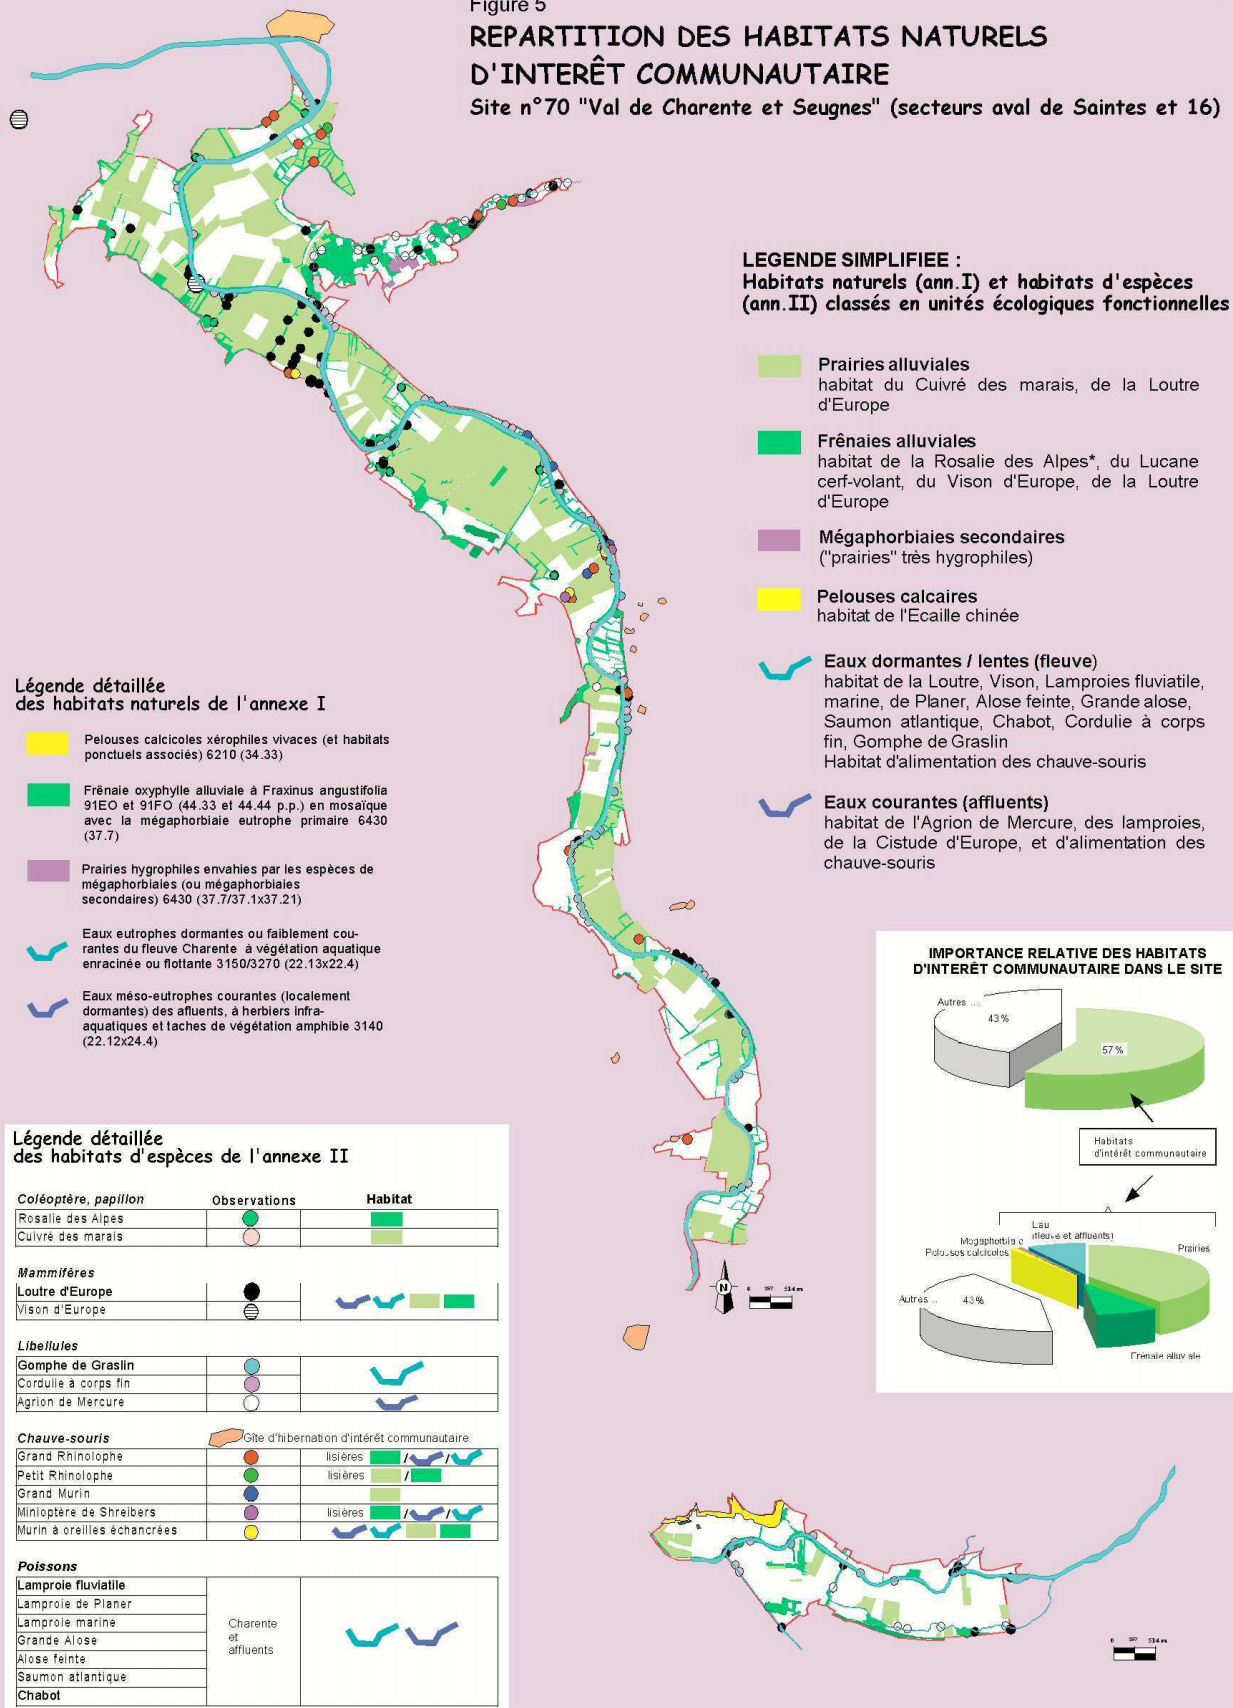 Figure 5
REPARTITION DES HABITATS NATURELS
D'INTERÊT COMMUNAUTAIRE
Site n°70 "Val de Charente et Seugnes" (secteurs aval de Saintes et 16)
LEGENDE SIMPLIFIEE :
Habitats naturels (ann.I) et habitats d'espèces
(ann.II) classés en unités écologiques fonctionnelles
Prairies alluviales
habitat du Cuivré des marais, de la Loutre
d'Europe
Frênaies alluviales
habitat de la Rosalie des Alpes*, du Lucane
cerf-volant, du Vison d'Europe, de la Loutre
d'Europe
Mégaphorbiaies secondaires
("prairies" très hygrophiles)
Pelouses calcaires
habitat de l'Ecaille chinée
Eaux dormantes / lentes (fleuve)
habitat de la Loutre, Vison, Lamproies fluviatile,
marine, de Planer, Alose feinte, Grande alose,
Saumon atlantique, Chabot, Cordulie à corps
fin, Gomphe de Graslin
Habitat d'alimentation des chauve-souris
Eaux courantes (affluents)
habitat de l'Agrion de Mercure, des lamproies,
de la Cistude d'Europe, et d'alimentation des
chauve-souris
Légende détaillée
des habitats naturels de l'annexe I
Pelouses calcicoles xérophiles vivaces (et habitats
ponctuels associés) 6210 (34.33)
Frênaie oxyphylle alluviale à Fraxinus angustifolia
91EO et 91FO (44.33 et 44.44 p.p.) en mosaïque
avec la mégaphorbiaie eutrophe primaire 6430
(37.7)
Prairies hygrophiles envahies par les espèces de
mégaphorbiaies (ou mégaphorbiaies
secondaires) 6430 (37.7/37.1x37.21)
Eaux eutrophes dormantes ou faiblement cou-
rantes du fleuve Charente à végétation aquatique
enracinée ou flottante 3150/3270 (22.13x22.4)
Eaux méso-eutrophes courantes (localement
dormantes) des afluents, à herbiers infra-
aquatiques et taches de végétation amphibie 3140
(22.12x24.4)
IMPORTANCE RELATIVE DES HABITATS
D'INTERÊT COMMUNAUTAIRE DANS LE SITE
Autres ...
43%
57%
Habitats
d'intérêt communautaire
(fleuve et affluents)
Pelouses calcicoles
Prairies
Autres ..
43%
Frênaie alluviale
N
Légende détaillée
des habitats d'espèces de l'annexe II
Coléoptère, papillon Observations Habitat
Rosalie des Alpes
Cuivré des marais
Mammifères
Loutre d'Europe
Vison d'Europe
Libellules
Gomphe de Graslin
Cordulie à corps fin
Agrion de Mercure
Chauve-souris Gîte d'hibernation d'intérêt communautaire
Grand Rhinolophe lisières / /
Petit Rhinolophe lisières /
Grand Murin
Minioptère de Shreibers lisières / /
Murin à oreilles échancrées
Poissons
Lamproie fluviatile
Lamproie de Planer
Lamproie marine
Grande Alose
Alose feinte
Saumon atlantique
Chabot
Charente
et
affluents